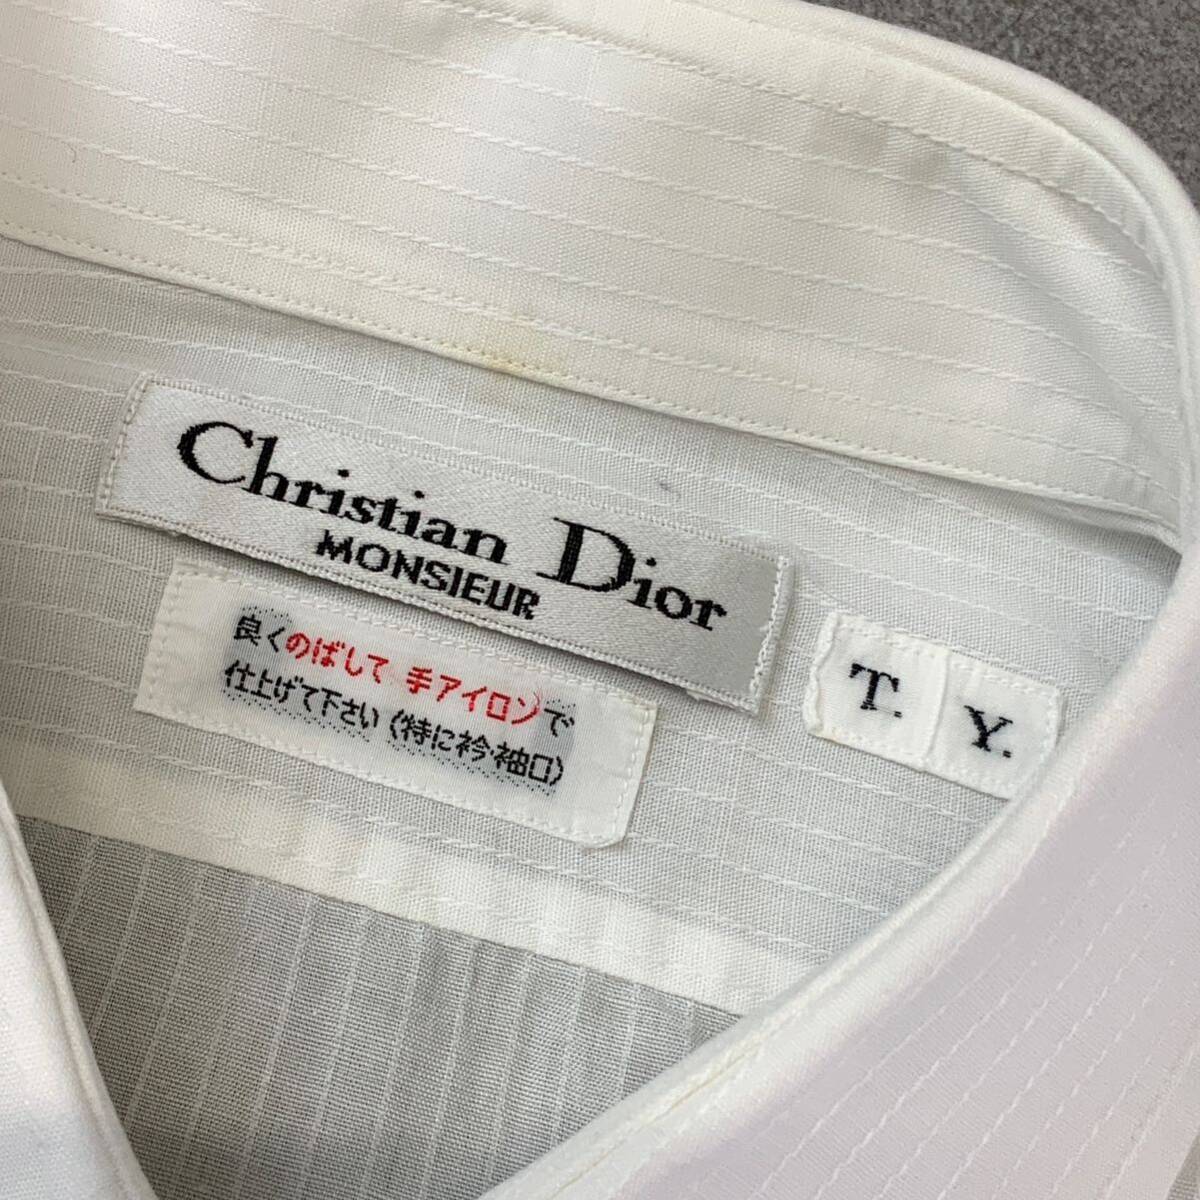 Christian Dior
MONSIEUR
良くのばして 手アイロンで
仕上げて下さい(特に衿・袖口)
T. Y.